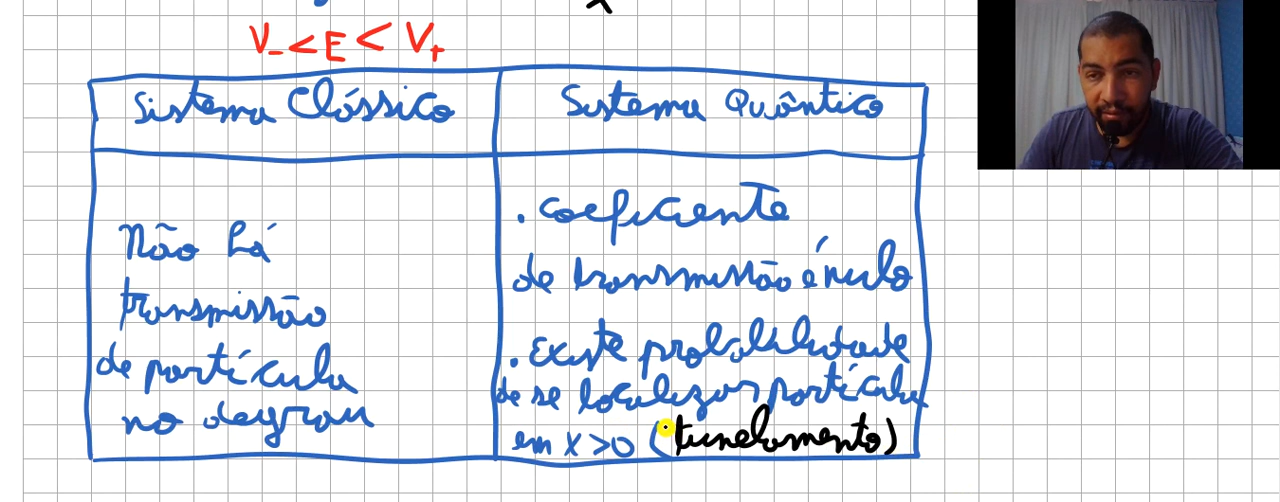 V₋ < E < V₊
Sistema Clássico
Sistema Quântico
Não há
transmissão
de partícula
no degrau
. coeficiente
de transmissão é nulo
. Existe probabilidade
de se localizar partícula
em x > 0 (tunelamento)